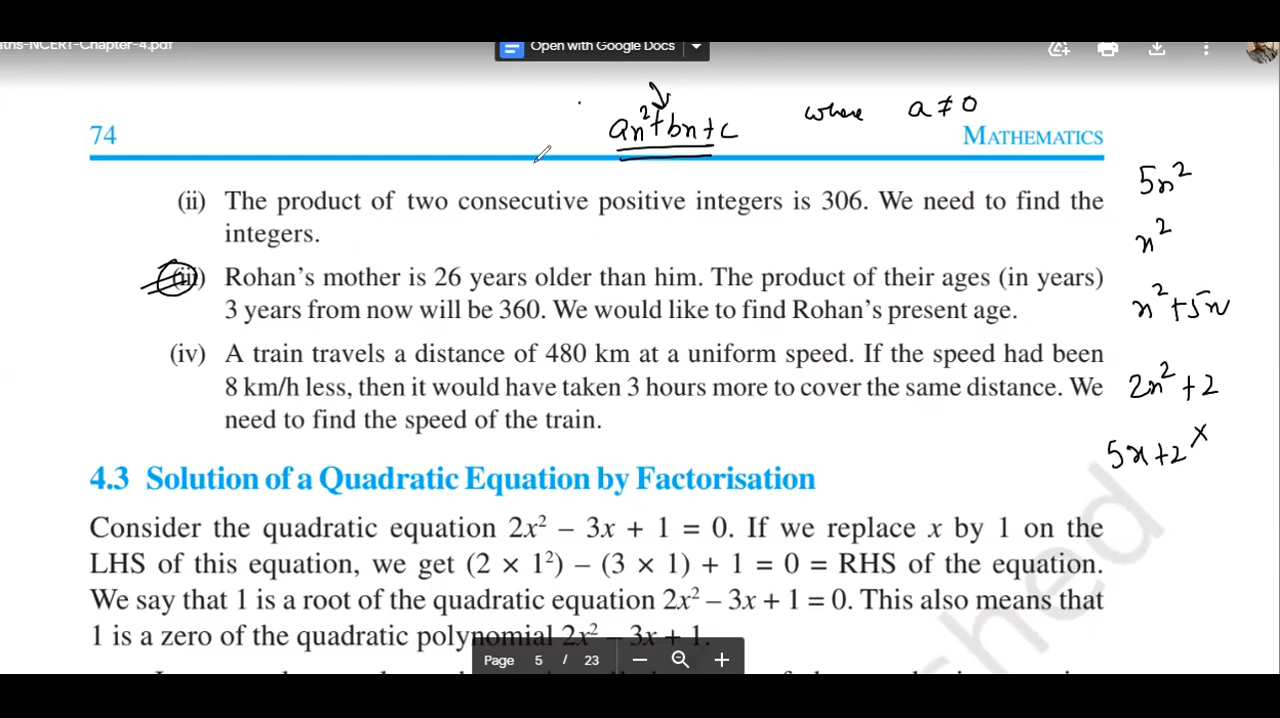 aths-NCERT-Chapter-4.pdf
Open with Google Docs
ax²+bx+c where a≠0
74 MATHEMATICS
5x²
(ii) The product of two consecutive positive integers is 306. We need to find the
integers.
x²
(iii) Rohan's mother is 26 years older than him. The product of their ages (in years)
3 years from now will be 360. We would like to find Rohan's present age.
x²+5x
(iv) A train travels a distance of 480 km at a uniform speed. If the speed had been
8 km/h less, then it would have taken 3 hours more to cover the same distance. We
need to find the speed of the train.
2x²+2
5x+2 ×
4.3 Solution of a Quadratic Equation by Factorisation
Consider the quadratic equation 2x² – 3x + 1 = 0. If we replace x by 1 on the
LHS of this equation, we get (2 × 1²) – (3 × 1) + 1 = 0 = RHS of the equation.
We say that 1 is a root of the quadratic equation 2x² – 3x + 1 = 0. This also means that
1 is a zero of the quadratic polynomial 2x² – 3x + 1.
Page 5 / 23
shed